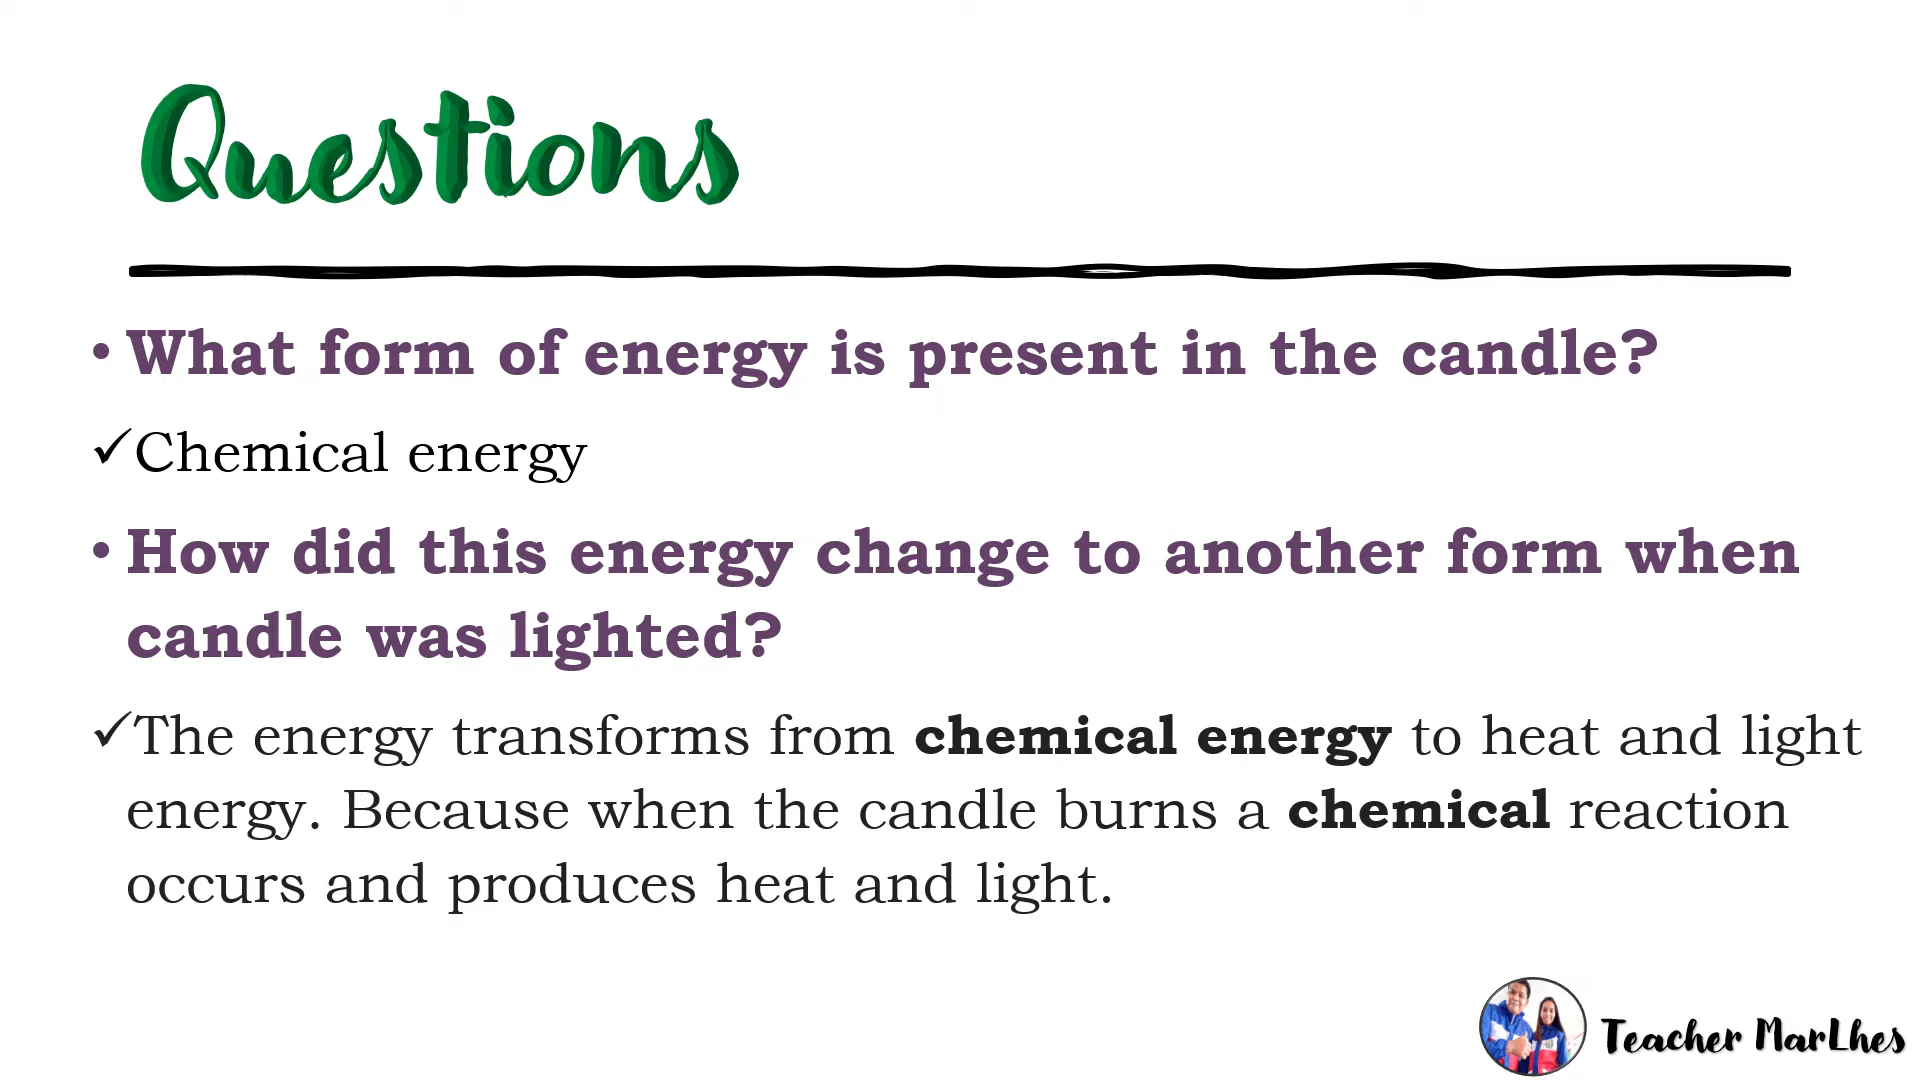 Questions
• What form of energy is present in the candle?
✓Chemical energy
• How did this energy change to another form when
candle was lighted?
✓The energy transforms from chemical energy to heat and light
energy. Because when the candle burns a chemical reaction
occurs and produces heat and light.
Teacher MarLhes